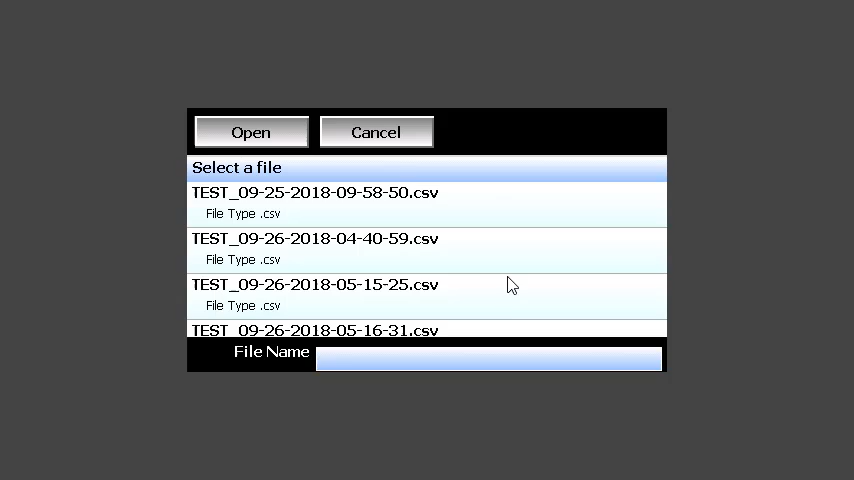 Open Cancel
Select a file
TEST_09-25-2018-09-58-50.csv
File Type .csv
TEST_09-26-2018-04-40-59.csv
File Type .csv
TEST_09-26-2018-05-15-25.csv
File Type .csv
TEST_09-26-2018-05-16-31.csv
File Name